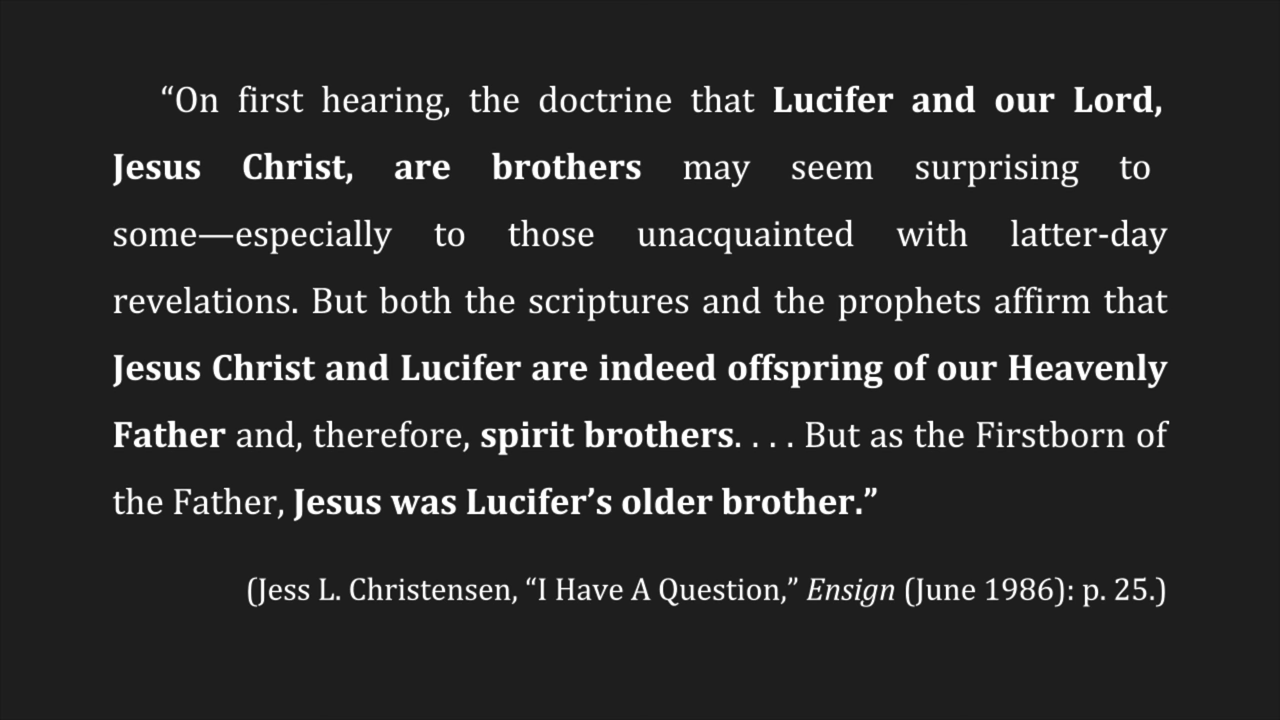 “On first hearing, the doctrine that Lucifer and our Lord,
Jesus Christ, are brothers may seem surprising to
some—especially to those unacquainted with latter-day
revelations. But both the scriptures and the prophets affirm that
Jesus Christ and Lucifer are indeed offspring of our Heavenly
Father and, therefore, spirit brothers. . . . But as the Firstborn of
the Father, Jesus was Lucifer’s older brother.”
(Jess L. Christensen, “I Have A Question,” Ensign (June 1986): p. 25.)